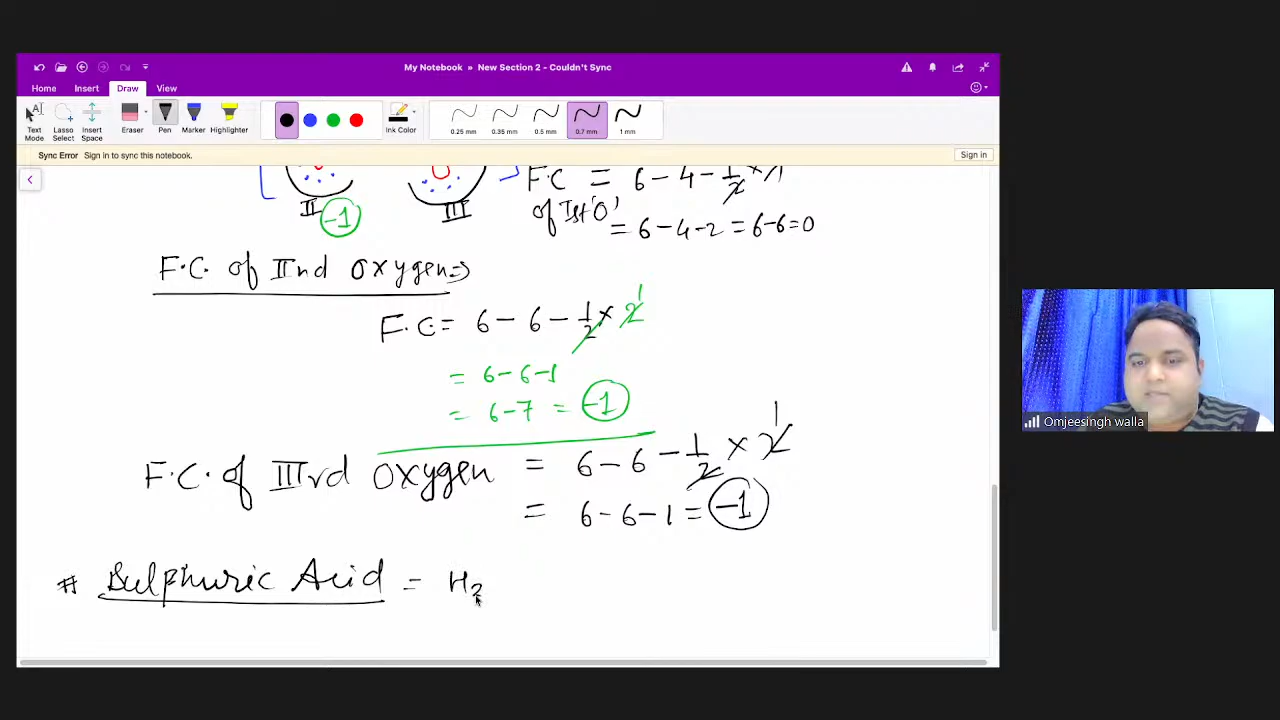 My Notebook » New Section 2 - Couldn't Sync
Home Insert Draw View
Text Mode Lasso Select Insert Space Eraser Pen Marker Highlighter Ink Color 0.25 mm 0.35 mm 0.5 mm 0.7 mm 1 mm
Sync Error Sign in to sync this notebook. Sign in
F.C = 6-4-1/2×
of Ist 'O'
= 6-4-2 = 6-6=0
II -1 III
F.C. of IInd Oxygen⇒
F.C. = 6-6-1/2×2 1
= 6-6-1
= 6-7 = -1
F.C. of IIIrd Oxygen = 6-6-1/2×2 1
= 6-6-1 = -1
# Sulphuric Acid = H2
Omjeesingh walla